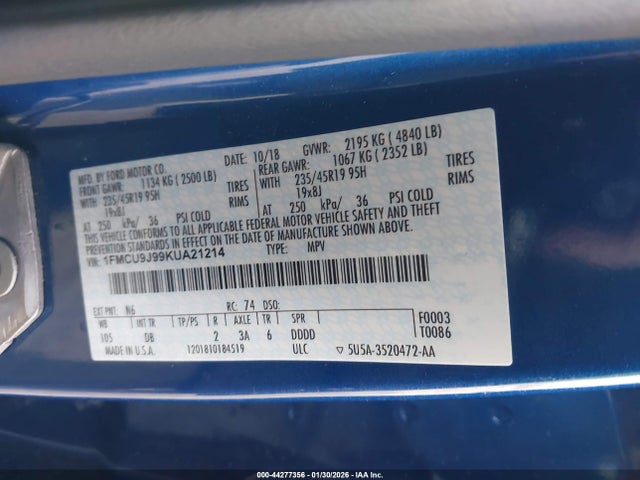 MFD. BY FORD MOTOR CO.
DATE: 10/18 GVWR: 2195 KG ( 4840 LB)
FRONT GAWR: 1134 KG ( 2500 LB) REAR GAWR: 1067 KG ( 2352 LB)
WITH 235/45R19 95H TIRES WITH 235/45R19 95H TIRES
19x8J RIMS 19x8J RIMS
AT 250 kPa/ 36 PSI COLD AT 250 kPa/ 36 PSI COLD
THIS VEHICLE CONFORMS TO ALL APPLICABLE FEDERAL MOTOR VEHICLE SAFETY AND THEFT
PREVENTION STANDARDS IN EFFECT ON THE DATE OF MANUFACTURE SHOWN ABOVE.
VIN: 1FMCU9J99KUA21214 TYPE: MPV
EXT PNT: N6 RC: 74 DSO:
WB INT TR TP/PS R AXLE TR SPR F0003
105 DB 2 3A 6 DDDD T0086
MADE IN U.S.A. 1201810184519 ULC 5U5A-3520472-AA
000-44277356 - 01/30/2026 - IAA Inc.